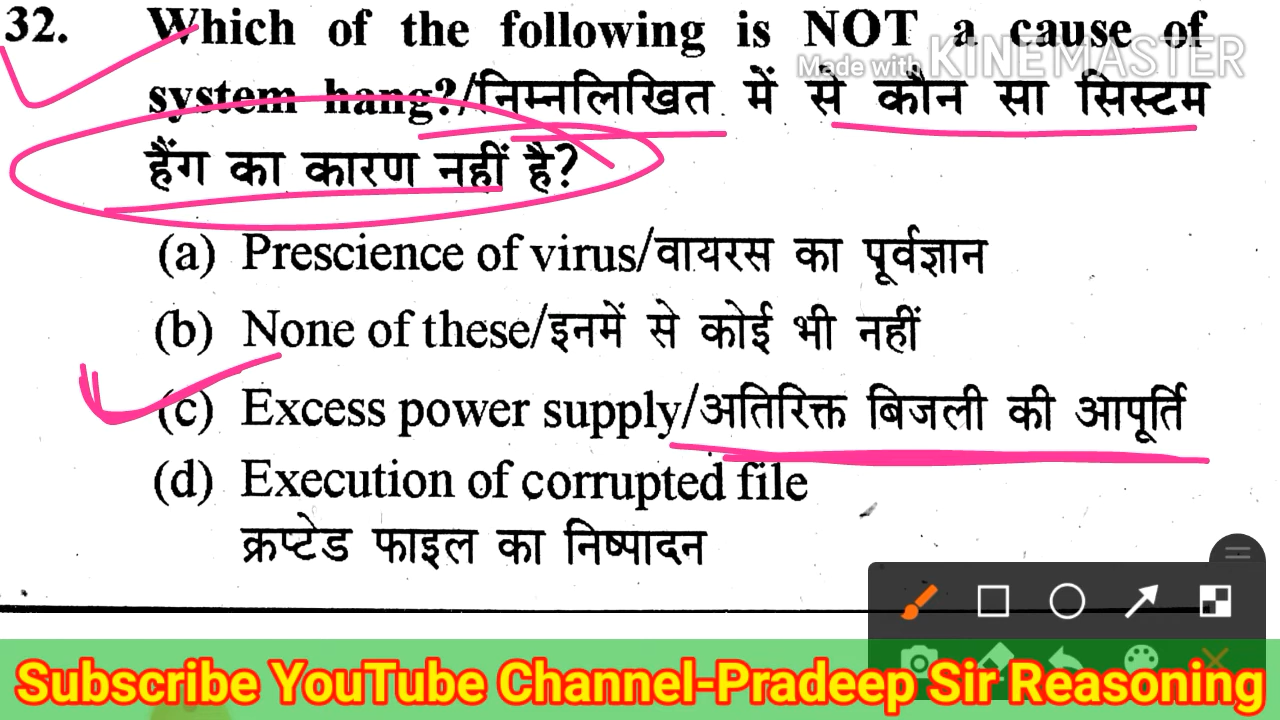 32. Which of the following is NOT a cause of
Made with KINEMASTER
system hang?/निम्नलिखित में से कौन सा सिस्टम
हैंग का कारण नहीं है?
(a) Prescience of virus/वायरस का पूर्वज्ञान
(b) None of these/इनमें से कोई भी नहीं
(c) Excess power supply/अतिरिक्त बिजली की आपूर्ति
(d) Execution of corrupted file
क्रप्टेड फाइल का निष्पादन
Subscribe YouTube Channel-Pradeep Sir Reasoning